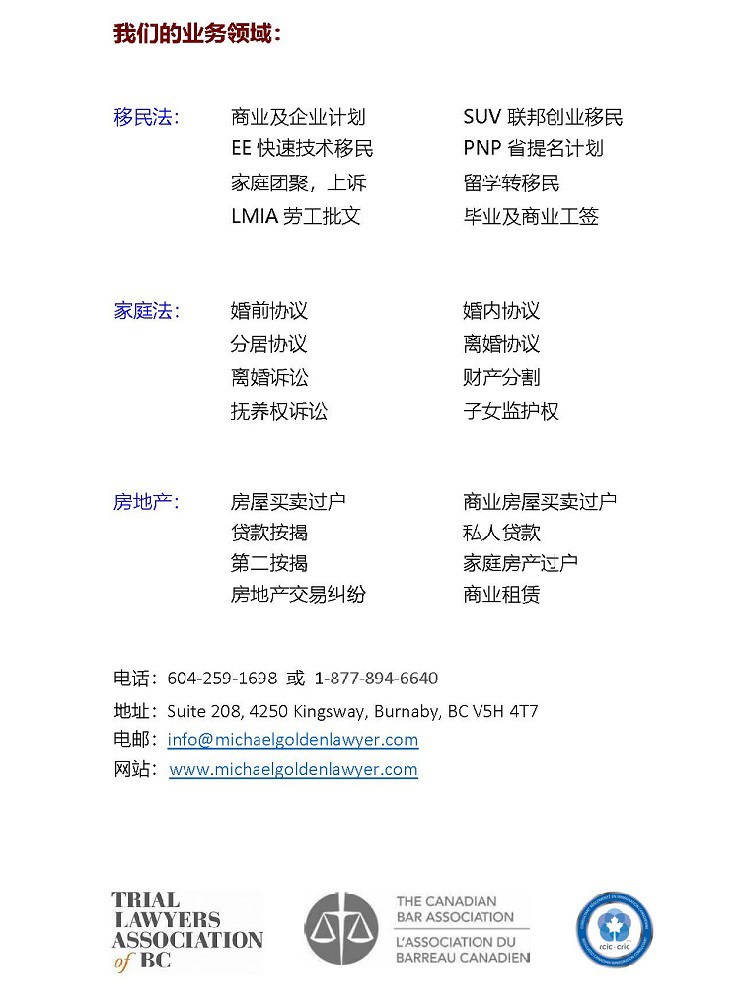 我们的业务领域：
移民法： 商业及企业计划 SUV 联邦创业移民
EE 快速技术移民 PNP 省提名计划
家庭团聚，上诉 留学转移民
LMIA 劳工批文 毕业及商业工签
家庭法： 婚前协议 婚内协议
分居协议 离婚协议
离婚诉讼 财产分割
抚养权诉讼 子女监护权
房地产： 房屋买卖过户 商业房屋买卖过户
贷款按揭 私人贷款
第二按揭 家庭房产过户
房地产交易纠纷 商业租赁
电话：604-259-1698 或 1-877-894-6640
地址：Suite 208, 4250 Kingsway, Burnaby, BC V5H 4T7
电邮：info@michaelgoldenlawyer.com
网站：www.michaelgoldenlawyer.com
TRIAL
LAWYERS
ASSOCIATION
of BC
THE CANADIAN
BAR ASSOCIATION
L'ASSOCIATION DU
BARREAU CANADIEN
rcic·cric